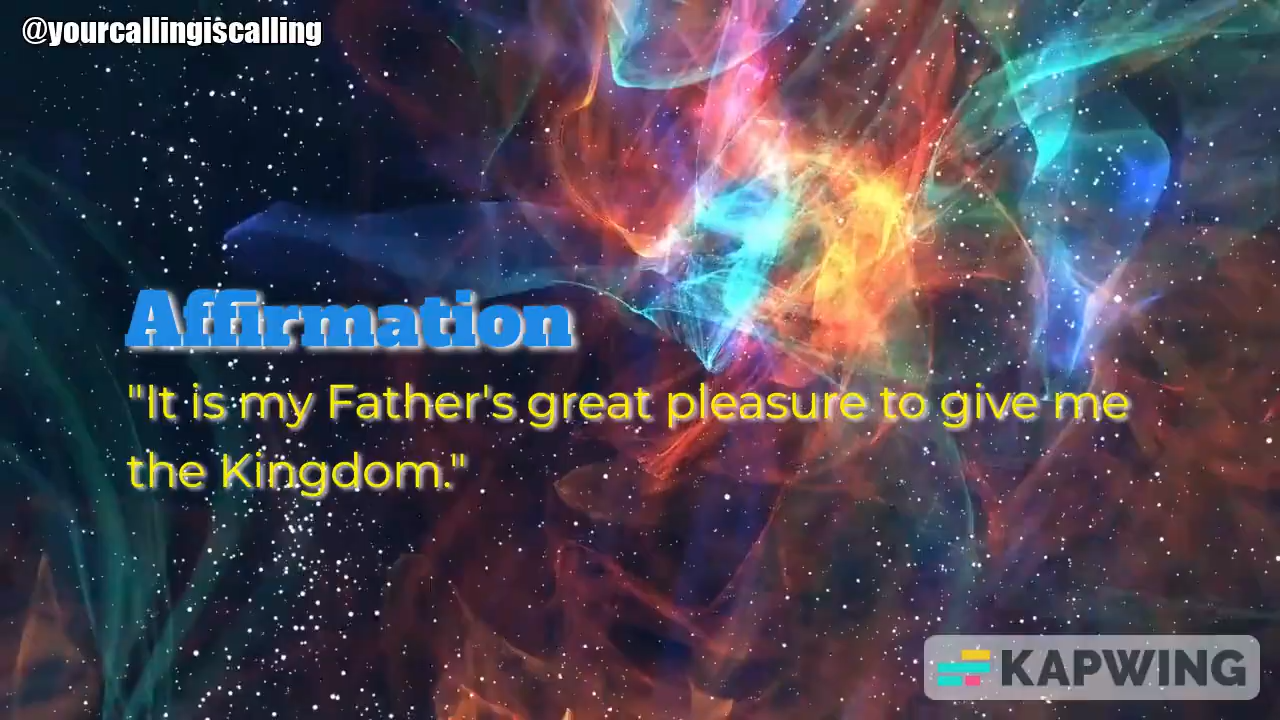 @yourcallingiscalling
Affirmation
"It is my Father's great pleasure to give me
the Kingdom."
KAPWING